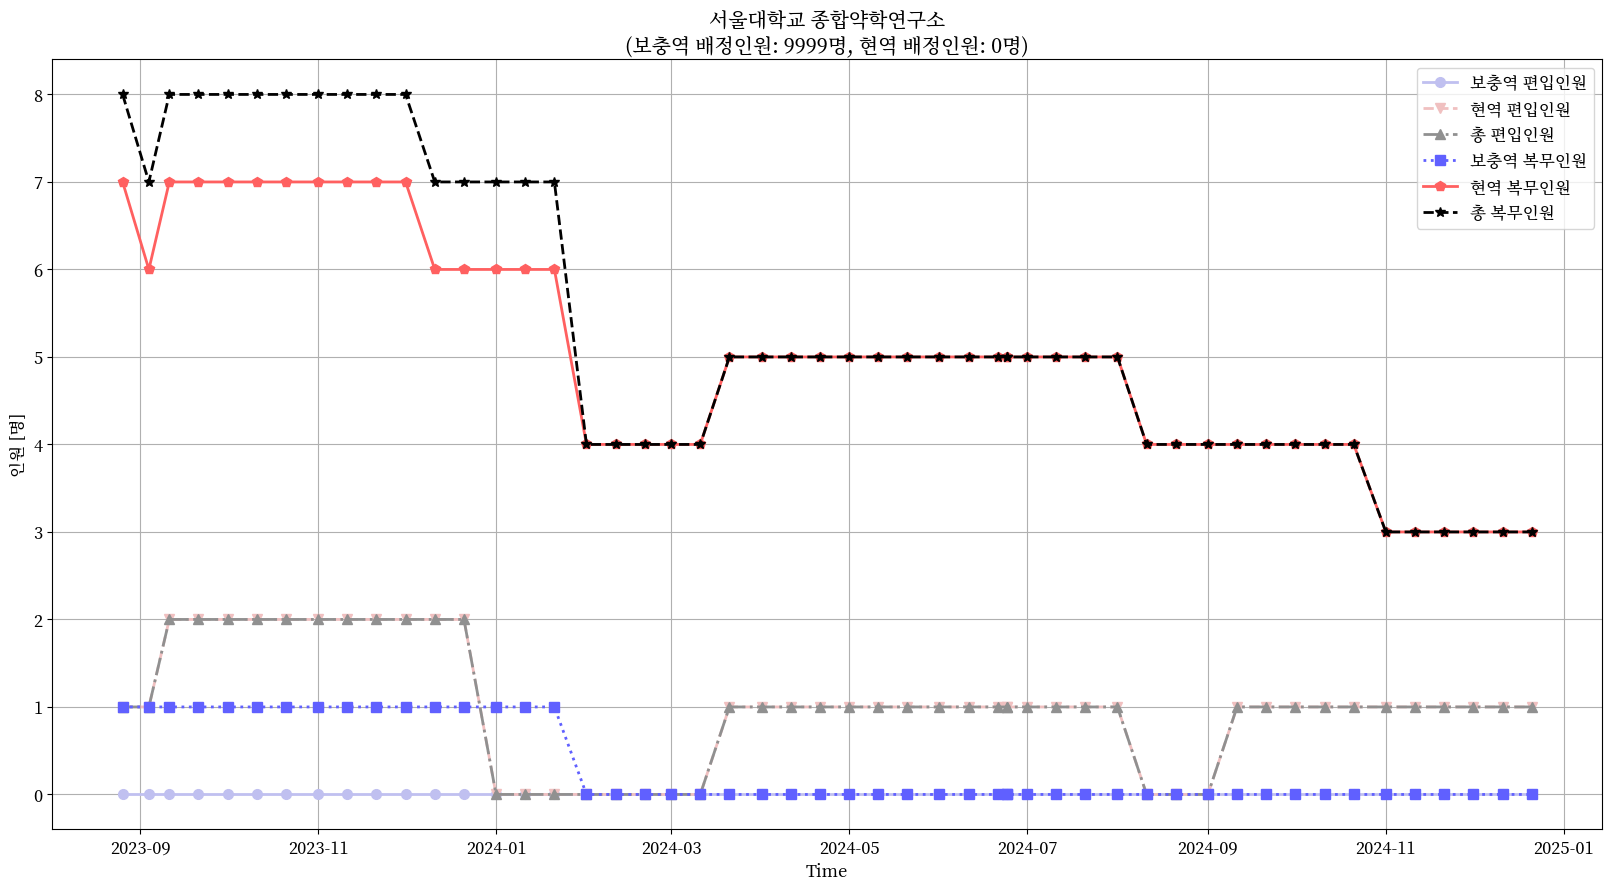 서울대학교 종합약학연구소
(보충역 배정인원: 9999명, 현역 배정인원: 0명)
보충역 편입인원
현역 편입인원
총 편입인원
보충역 복무인원
현역 복무인원
총 복무인원
인원 [명]
8
7
6
5
4
3
2
1
0
2023-09
2023-11
2024-01
2024-03
2024-05
2024-07
2024-09
2024-11
2025-01
Time